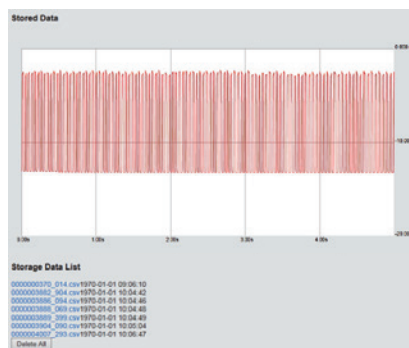 Stored Data
0.00s
1.00s
2.00s
3.00s
4.00s
Storage Data List
0000000370_014.csv1970-01-01 09:06:10
0000003882_904.csv1970-01-01 10:04:42
0000003886_094.csv1970-01-01 10:04:46
0000003888_069.csv1970-01-01 10:04:48
0000003889_399.csv1970-01-01 10:04:49
0000003904_090.csv1970-01-01 10:05:04
0000004007_293.csv1970-01-01 10:06:47
Delete All